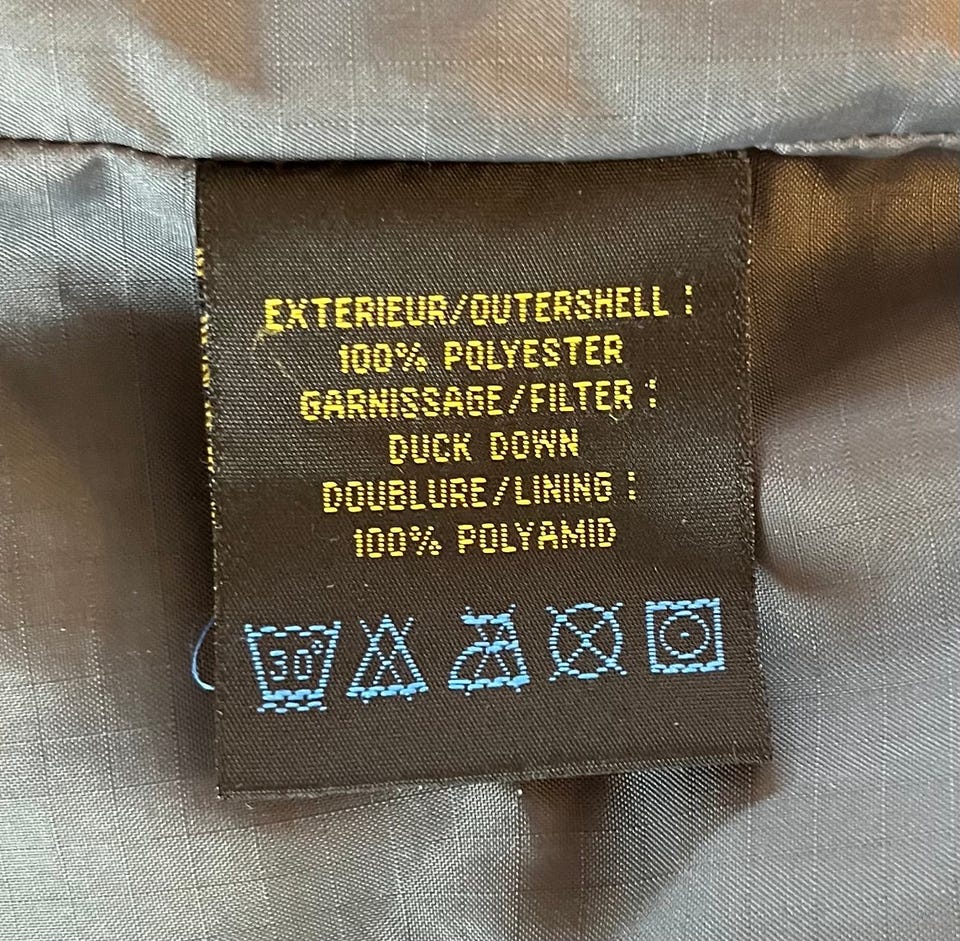 EXTERIEUR/OUTERSHELL :
100% POLYESTER
GARNISSAGE/FILTER :
DUCK DOWN
DOUBLURE/LINING :
100% POLYAMID
30°